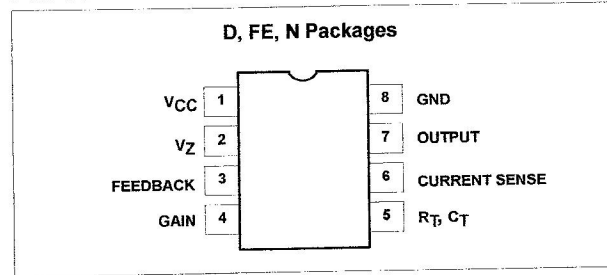 D, FE, N Packages
VCC 1
8 GND
VZ 2
7 OUTPUT
FEEDBACK 3
6 CURRENT SENSE
GAIN 4
5 RT, CT